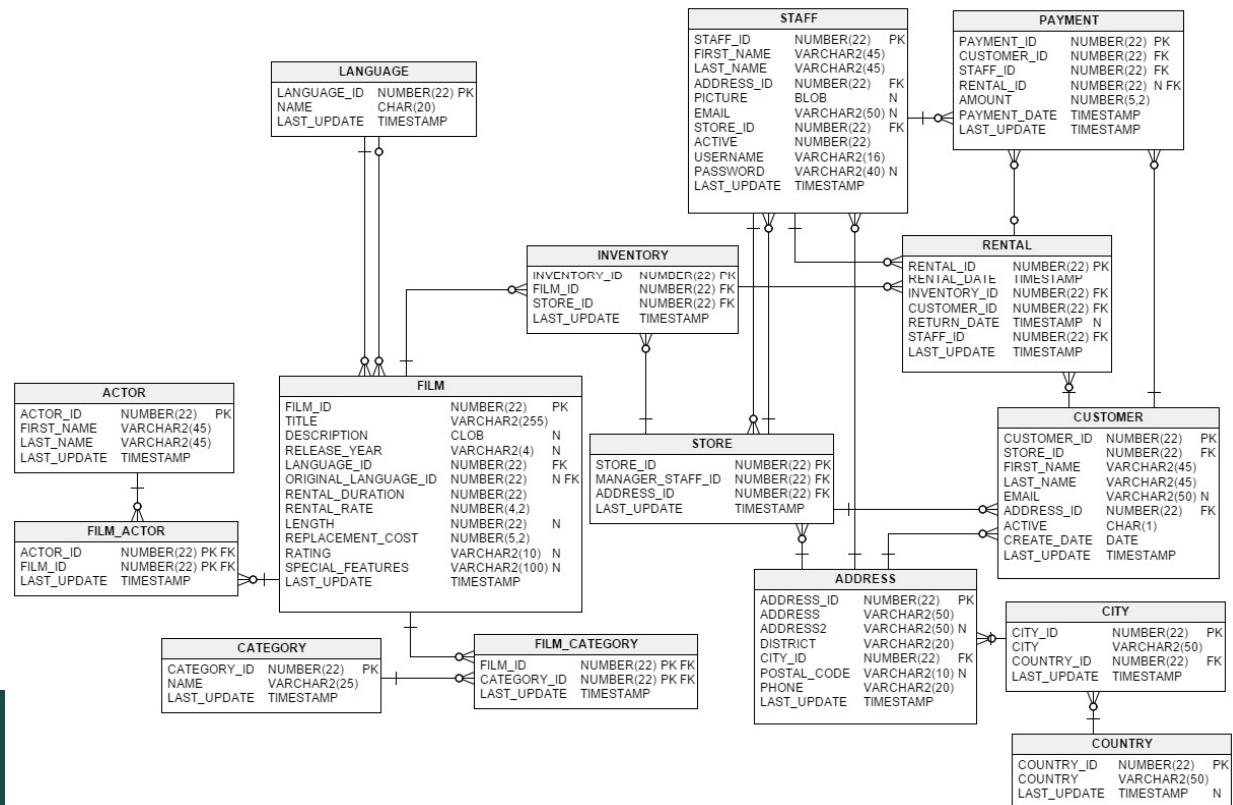 STAFF
STAFF_ID NUMBER(22) PK
FIRST_NAME VARCHAR2(45)
LAST_NAME VARCHAR2(45)
ADDRESS_ID NUMBER(22) FK
PICTURE BLOB N
EMAIL VARCHAR2(50) N
STORE_ID NUMBER(22) FK
ACTIVE NUMBER(22)
USERNAME VARCHAR2(16)
PASSWORD VARCHAR2(40) N
LAST_UPDATE TIMESTAMP
PAYMENT
PAYMENT_ID NUMBER(22) PK
CUSTOMER_ID NUMBER(22) FK
STAFF_ID NUMBER(22) FK
RENTAL_ID NUMBER(22) N FK
AMOUNT NUMBER(5,2)
PAYMENT_DATE TIMESTAMP
LAST_UPDATE TIMESTAMP
LANGUAGE
LANGUAGE_ID NUMBER(22) PK
NAME CHAR(20)
LAST_UPDATE TIMESTAMP
INVENTORY
INVENTORY_ID NUMBER(22) PK
FILM_ID NUMBER(22) FK
STORE_ID NUMBER(22) FK
LAST_UPDATE TIMESTAMP
RENTAL
RENTAL_ID NUMBER(22) PK
RENTAL_DATE TIMESTAMP
INVENTORY_ID NUMBER(22) FK
CUSTOMER_ID NUMBER(22) FK
RETURN_DATE TIMESTAMP N
STAFF_ID NUMBER(22) FK
LAST_UPDATE TIMESTAMP
ACTOR
ACTOR_ID NUMBER(22) PK
FIRST_NAME VARCHAR2(45)
LAST_NAME VARCHAR2(45)
LAST_UPDATE TIMESTAMP
FILM
FILM_ID NUMBER(22) PK
TITLE VARCHAR2(255)
DESCRIPTION CLOB N
RELEASE_YEAR VARCHAR2(4) N
LANGUAGE_ID NUMBER(22) FK
ORIGINAL_LANGUAGE_ID NUMBER(22) N FK
RENTAL_DURATION NUMBER(22)
RENTAL_RATE NUMBER(4,2)
LENGTH NUMBER(22) N
REPLACEMENT_COST NUMBER(5,2)
RATING VARCHAR2(10) N
SPECIAL_FEATURES VARCHAR2(100) N
LAST_UPDATE TIMESTAMP
STORE
STORE_ID NUMBER(22) PK
MANAGER_STAFF_ID NUMBER(22) FK
ADDRESS_ID NUMBER(22) FK
LAST_UPDATE TIMESTAMP
CUSTOMER
CUSTOMER_ID NUMBER(22) PK
STORE_ID NUMBER(22) FK
FIRST_NAME VARCHAR2(45)
LAST_NAME VARCHAR2(45)
EMAIL VARCHAR2(50) N
ADDRESS_ID NUMBER(22) FK
ACTIVE CHAR(1)
CREATE_DATE DATE
LAST_UPDATE TIMESTAMP
FILM_ACTOR
ACTOR_ID NUMBER(22) PK FK
FILM_ID NUMBER(22) PK FK
LAST_UPDATE TIMESTAMP
ADDRESS
ADDRESS_ID NUMBER(22) PK
ADDRESS VARCHAR2(50)
ADDRESS2 VARCHAR2(50) N
DISTRICT VARCHAR2(20)
CITY_ID NUMBER(22) FK
POSTAL_CODE VARCHAR2(10) N
PHONE VARCHAR2(20)
LAST_UPDATE TIMESTAMP
CITY
CITY_ID NUMBER(22) PK
CITY VARCHAR2(50)
COUNTRY_ID NUMBER(22) FK
LAST_UPDATE TIMESTAMP
CATEGORY
CATEGORY_ID NUMBER(22) PK
NAME VARCHAR2(25)
LAST_UPDATE TIMESTAMP
FILM_CATEGORY
FILM_ID NUMBER(22) PK FK
CATEGORY_ID NUMBER(22) PK FK
LAST_UPDATE TIMESTAMP
COUNTRY
COUNTRY_ID NUMBER(22) PK
COUNTRY VARCHAR2(50)
LAST_UPDATE TIMESTAMP N